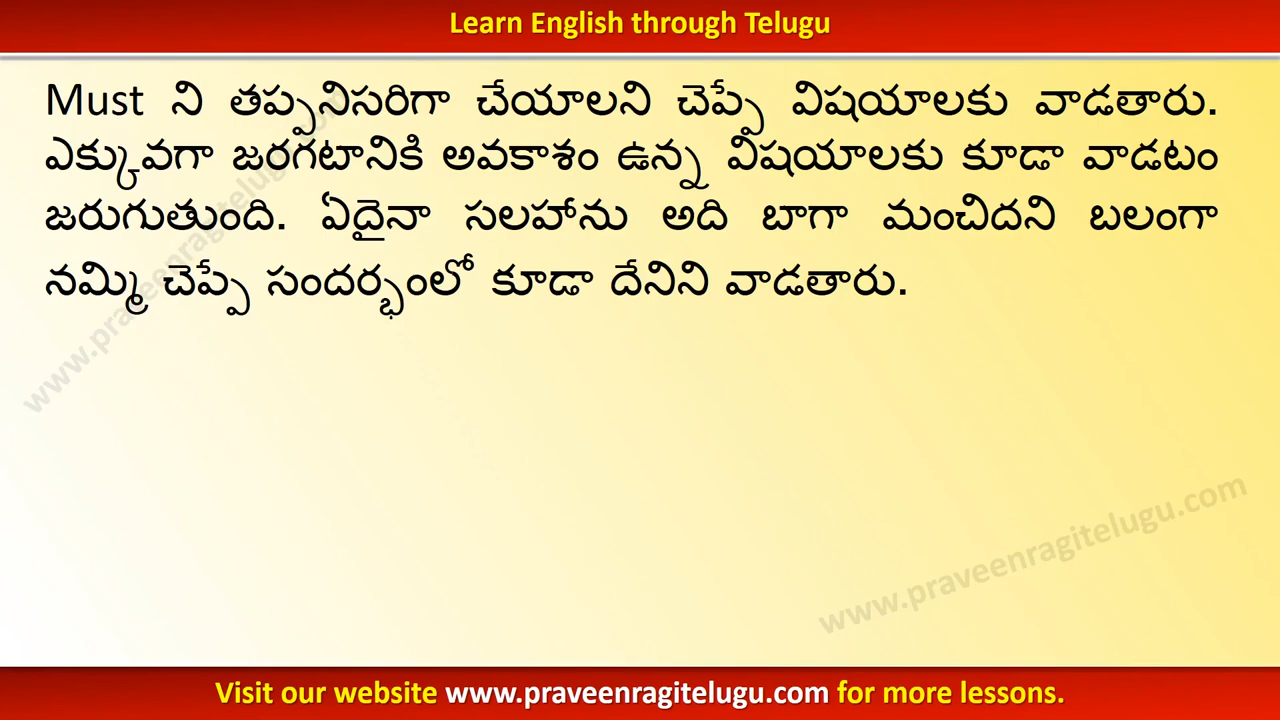 Learn English through Telugu
Must ని తప్పనిసరిగా చేయాలని చెప్పే విషయాలకు వాడతారు.
ఎక్కువగా జరగటానికి అవకాశం ఉన్న విషయాలకు కూడా వాడటం
జరుగుతుంది. ఏదైనా సలహాను అది బాగా మంచిదని బలంగా
నమ్మి చెప్పే సందర్భంలో కూడా దేనిని వాడతారు.
www.praveenragitelugu.com
www.praveenragitelugu.com
Visit our website www.praveenragitelugu.com for more lessons.